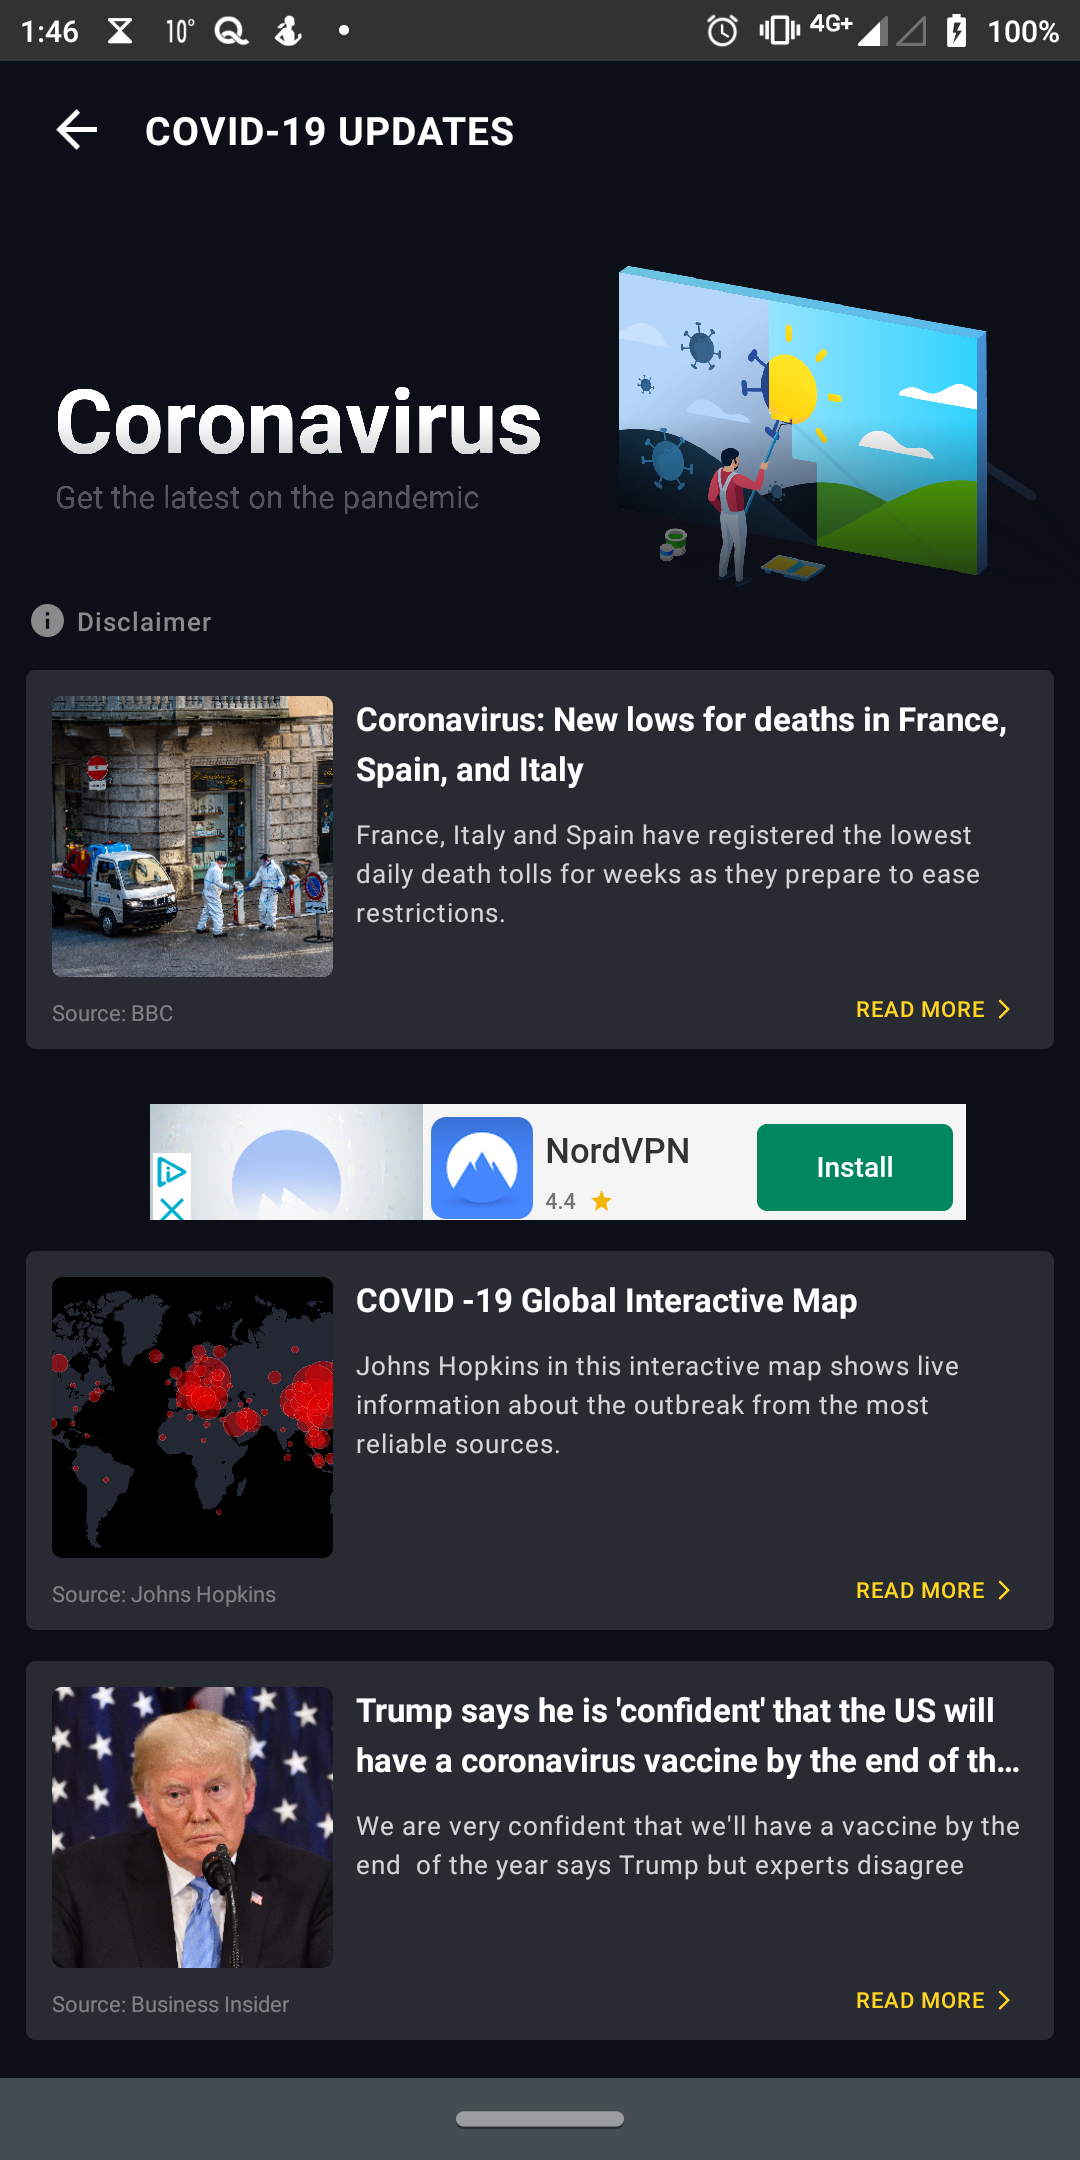 1:46 10° 4G+ 100%
COVID-19 UPDATES
Coronavirus
Get the latest on the pandemic
Disclaimer
Coronavirus: New lows for deaths in France,
Spain, and Italy
France, Italy and Spain have registered the lowest
daily death tolls for weeks as they prepare to ease
restrictions.
Source: BBC
READ MORE
NordVPN
4.4
Install
COVID -19 Global Interactive Map
Johns Hopkins in this interactive map shows live
information about the outbreak from the most
reliable sources.
Source: Johns Hopkins
READ MORE
Trump says he is 'confident' that the US will
have a coronavirus vaccine by the end of th...
We are very confident that we'll have a vaccine by the
end  of the year says Trump but experts disagree
Source: Business Insider
READ MORE